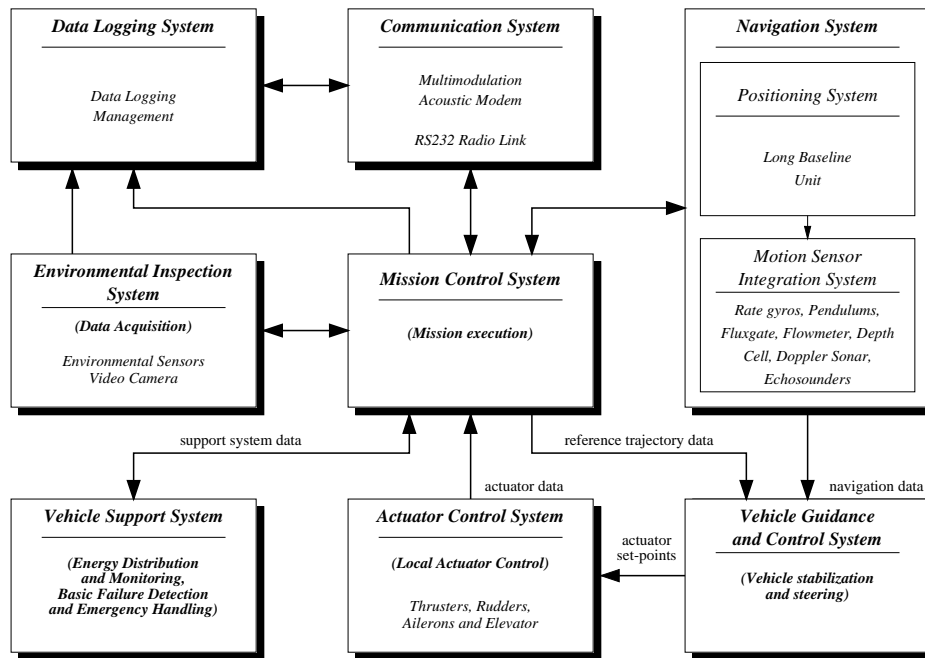 Data Logging System
Data Logging
Management
Communication System
Multimodulation
Acoustic Modem
RS232 Radio Link
Navigation System
Positioning System
Long Baseline
Unit
Motion Sensor
Integration System
Rate gyros, Pendulums,
Fluxgate, Flowmeter, Depth
Cell, Doppler Sonar,
Echosounders
Environmental Inspection
System
(Data Acquisition)
Environmental Sensors
Video Camera
Mission Control System
(Mission execution)
support system data
reference trajectory data
actuator data
navigation data
Vehicle Support System
(Energy Distribution
and Monitoring,
Basic Failure Detection
and Emergency Handling)
Actuator Control System
(Local Actuator Control)
Thrusters, Rudders,
Ailerons and Elevator
actuator
set-points
Vehicle Guidance
and Control System
(Vehicle stabilization
and steering)